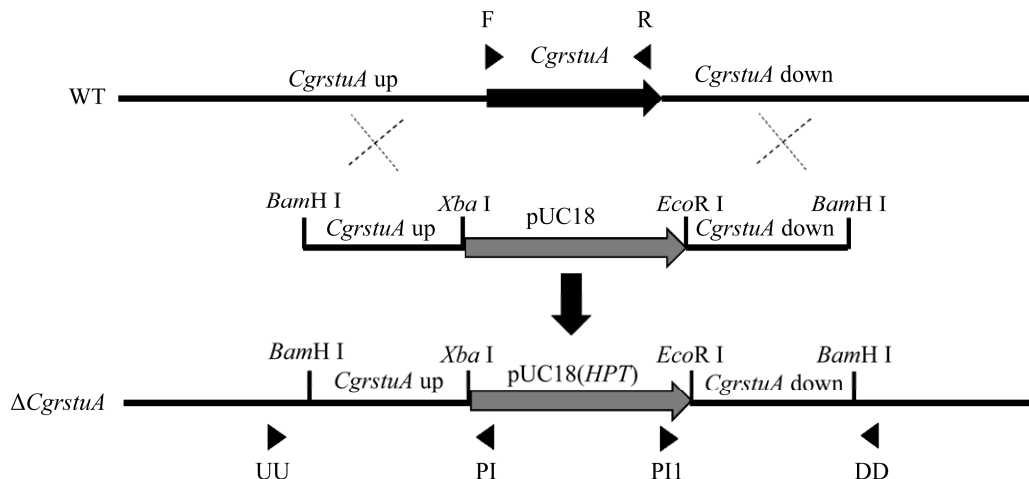 F R
CgrstuA
CgrstuA up CgrstuA down
WT
BamH I Xba I pUC18 EcoR I BamH I
CgrstuA up CgrstuA down
BamH I Xba I pUC18(HPT) EcoR I BamH I
CgrstuA up CgrstuA down
ΔCgrstuA
UU PI PI1 DD